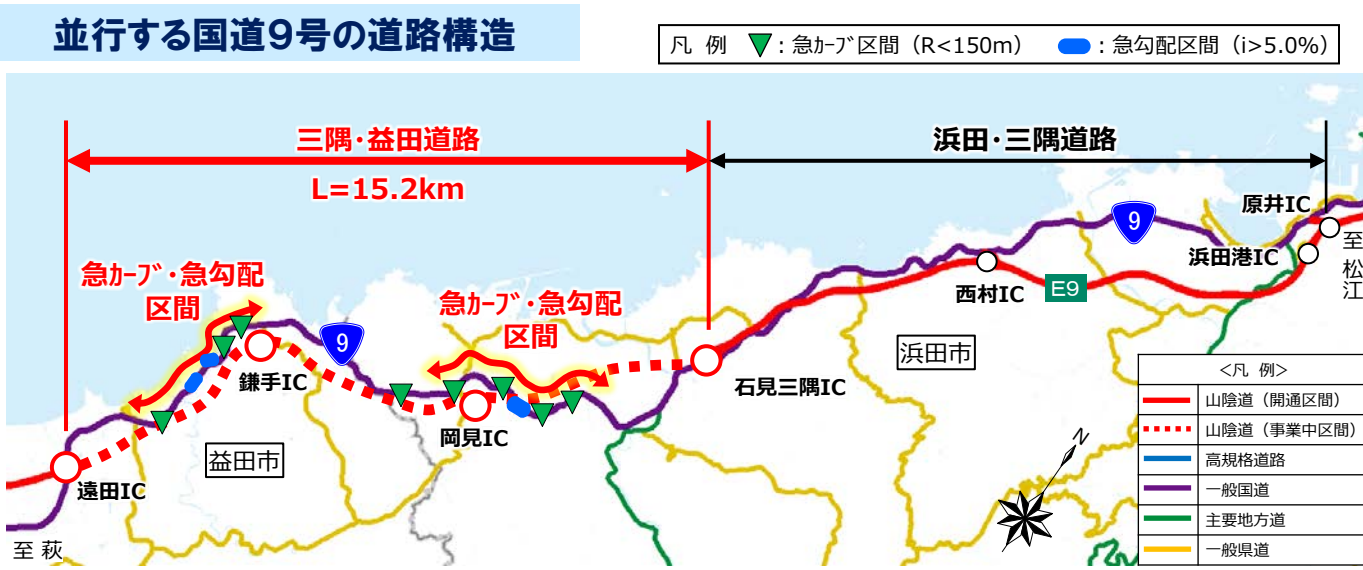 並行する国道9号の道路構造
凡 例 ▼:急ｶｰﾌﾞ区間(R<150m) :急勾配区間(i>5.0%)
三隅・益田道路
L=15.2km
浜田・三隅道路
原井IC
9
浜田港IC
至 松江
西村IC
E9
急ｶｰﾌﾞ・急勾配
区間
急ｶｰﾌﾞ・急勾配
区間
9
鎌手IC
浜田市
石見三隅IC
岡見IC
益田市
遠田IC
至 萩
N
<凡 例>
山陰道(開通区間)
山陰道(事業中区間)
高規格道路
一般国道
主要地方道
一般県道